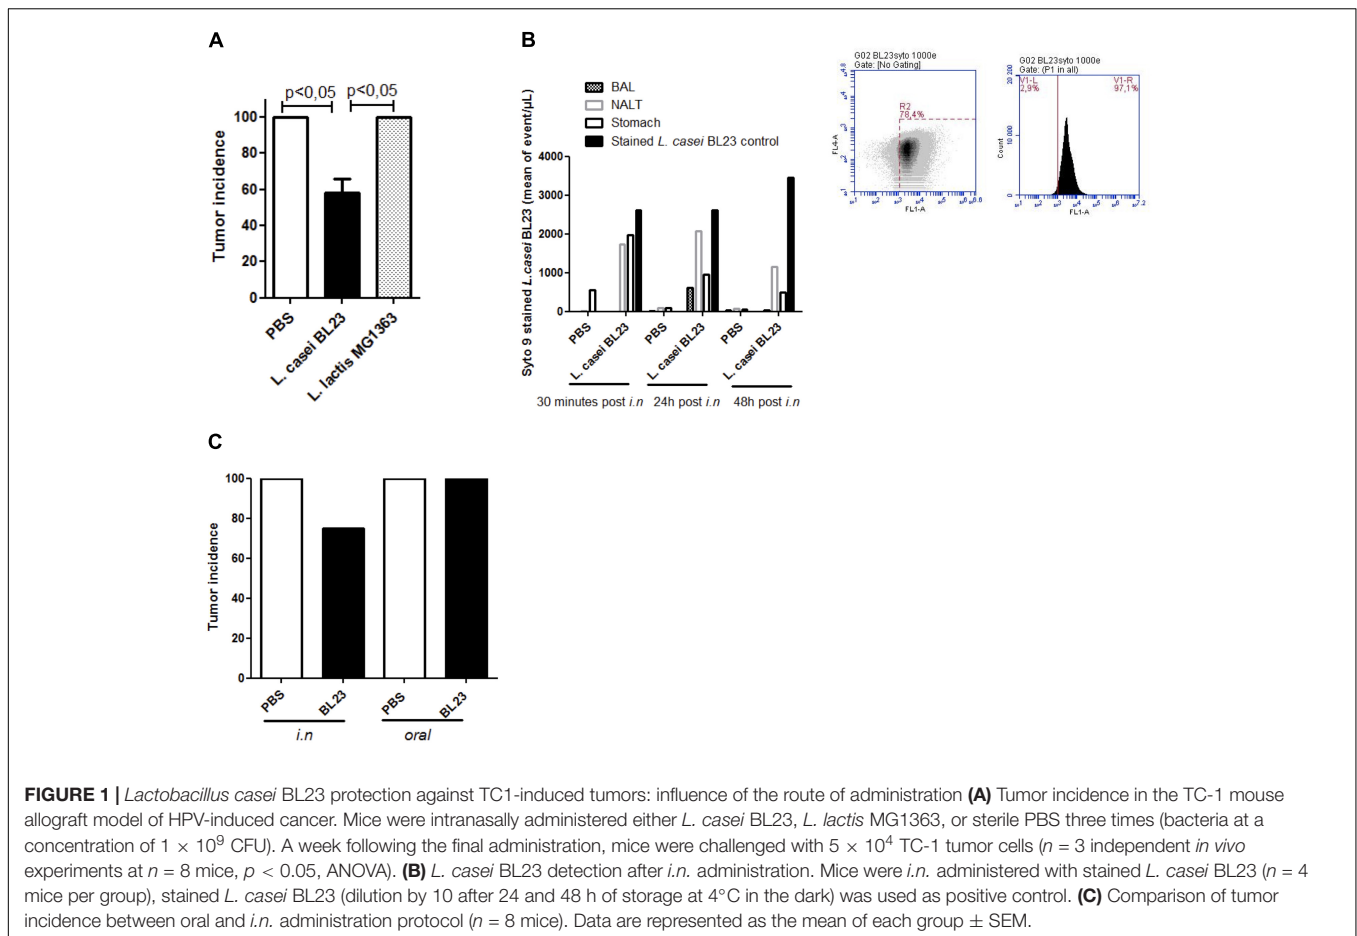 A
p<0,05
p<0,05
100
80
60
40
20
0
Tumor incidence
PBS
L. casei BL23
L. lactis MG1363
B
BAL
NALT
Stomach
Stained L. casei BL23 control
Syto 9 stained L.casei BL23 (mean of event/µL)
4000
3000
2000
1000
0
PBS
L. casei BL23
PBS
L. casei BL23
PBS
L. casei BL23
30 minutes post i.n
24h post i.n
48h post i.n
G02 BL23syto 1000e
Gate: [No Gating]
R2
78,4%
FL4-A
FL1-A
G02 BL23syto 1000e
Gate: (P1 in all)
V1-L
2,9%
V1-R
97,1%
Count
20 200
10 000
0
FL1-A
C
100
80
60
40
20
0
Tumor incidence
PBS
BL23
PBS
BL23
i.n
oral
FIGURE 1 | Lactobacillus casei BL23 protection against TC1-induced tumors: influence of the route of administration (A) Tumor incidence in the TC-1 mouse
allograft model of HPV-induced cancer. Mice were intranasally administered either L. casei BL23, L. lactis MG1363, or sterile PBS three times (bacteria at a
concentration of 1 × 10⁹ CFU). A week following the final administration, mice were challenged with 5 × 10⁴ TC-1 tumor cells (n = 3 independent in vivo
experiments at n = 8 mice, p < 0.05, ANOVA). (B) L. casei BL23 detection after i.n. administration. Mice were i.n. administered with stained L. casei BL23 (n = 4
mice per group), stained L. casei BL23 (dilution by 10 after 24 and 48 h of storage at 4°C in the dark) was used as positive control. (C) Comparison of tumor
incidence between oral and i.n. administration protocol (n = 8 mice). Data are represented as the mean of each group ± SEM.